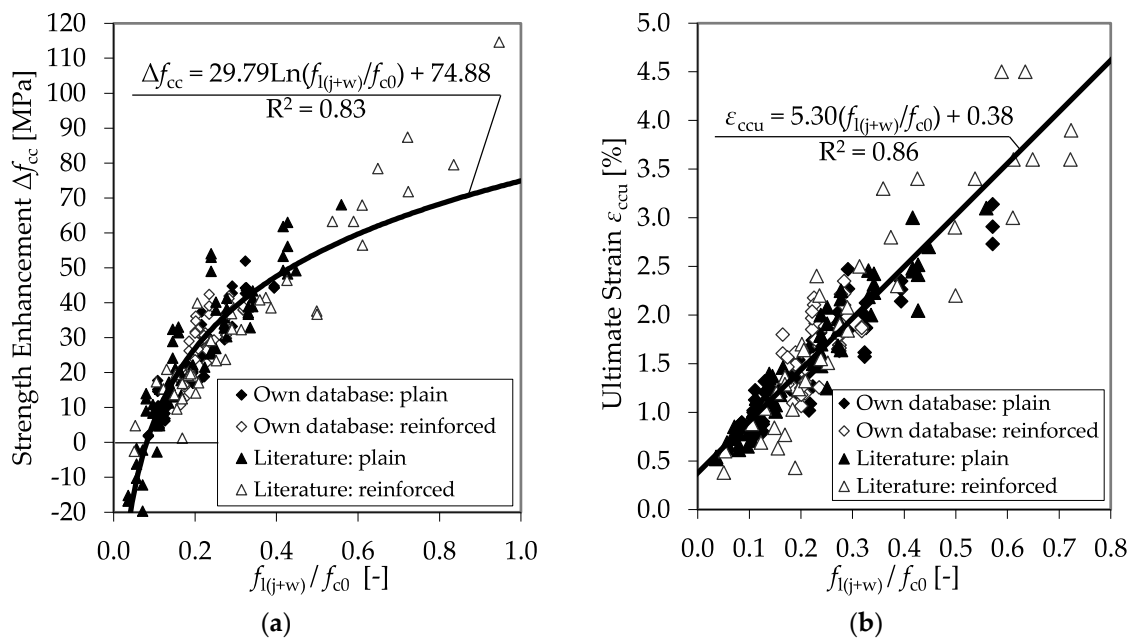 120
110
100
90
80
70
60
50
40
30
20
10
0
-10
-20
Strength Enhancement Δfcc [MPa]
Δfcc = 29.79Ln(fl(j+w)/fc0) + 74.88
R² = 0.83
Own database: plain
Own database: reinforced
Literature: plain
Literature: reinforced
0.0 0.2 0.4 0.6 0.8 1.0
fl(j+w) / fc0 [-]
(a)
5.0
4.5
4.0
3.5
3.0
2.5
2.0
1.5
1.0
0.5
0.0
Ultimate Strain εccu [%]
εccu = 5.30(fl(j+w)/fc0) + 0.38
R² = 0.86
Own database: plain
Own database: reinforced
Literature: plain
Literature: reinforced
0.0 0.1 0.2 0.3 0.4 0.5 0.6 0.7 0.8
fl(j+w) / fc0 [-]
(b)